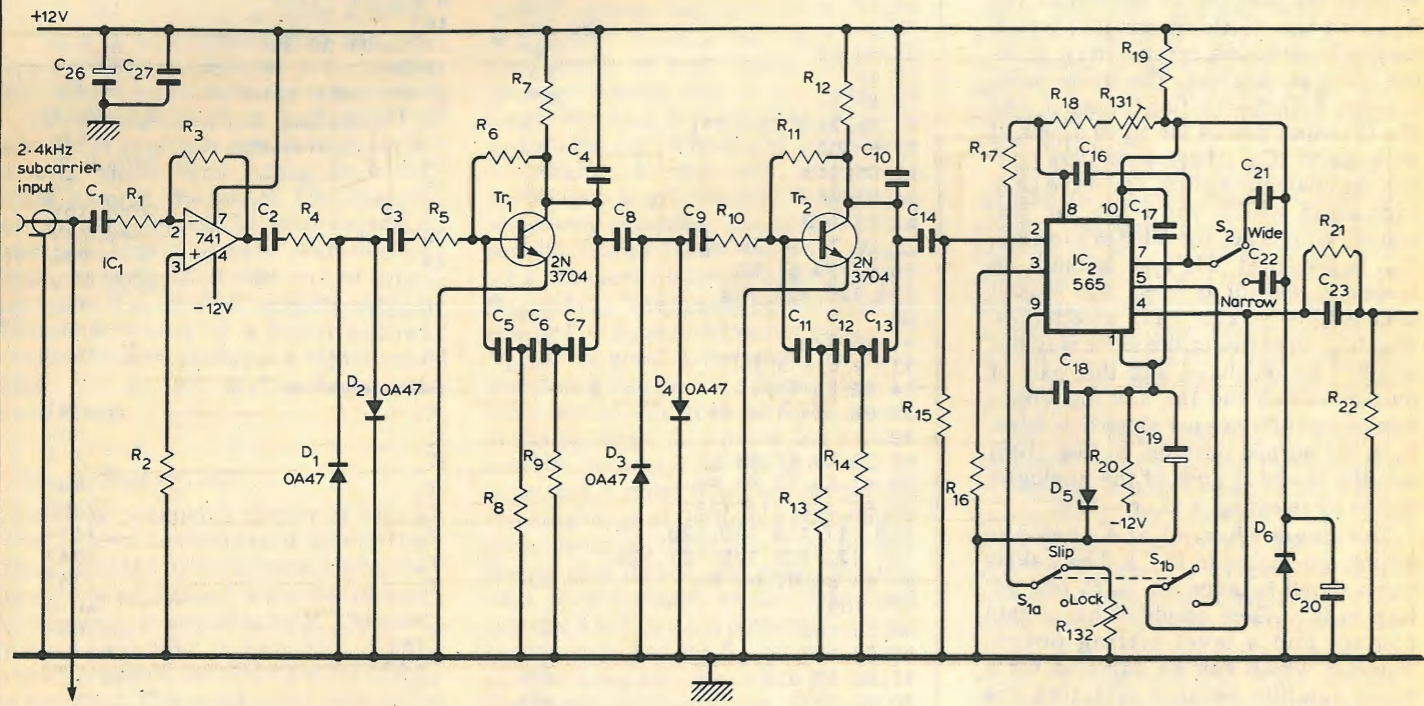 +12V
C26
C27
R3
2·4kHz
subcarrier
input
C1
R1
2
7
741
3
4
IC1
−12V
R2
C2
R4
D2 OA47
D1
OA47
C3
R5
R6
R7
C4
Tr1
2N
3704
C5
C6
C7
R8
R9
C8
C9
R10
D4 OA47
D3
OA47
R11
R12
C10
Tr2
2N
3704
C11
C12
C13
R13
R14
C14
R15
R16
R17
R18
R131
R19
C16
8
10
C17
2
3
9
IC2
565
7
5
4
1
S2
Wide
Narrow
C21
C22
R21
C23
C18
C19
D5
R20
−12V
R22
D6
C20
Slip
S1a
Lock
S1b
R132